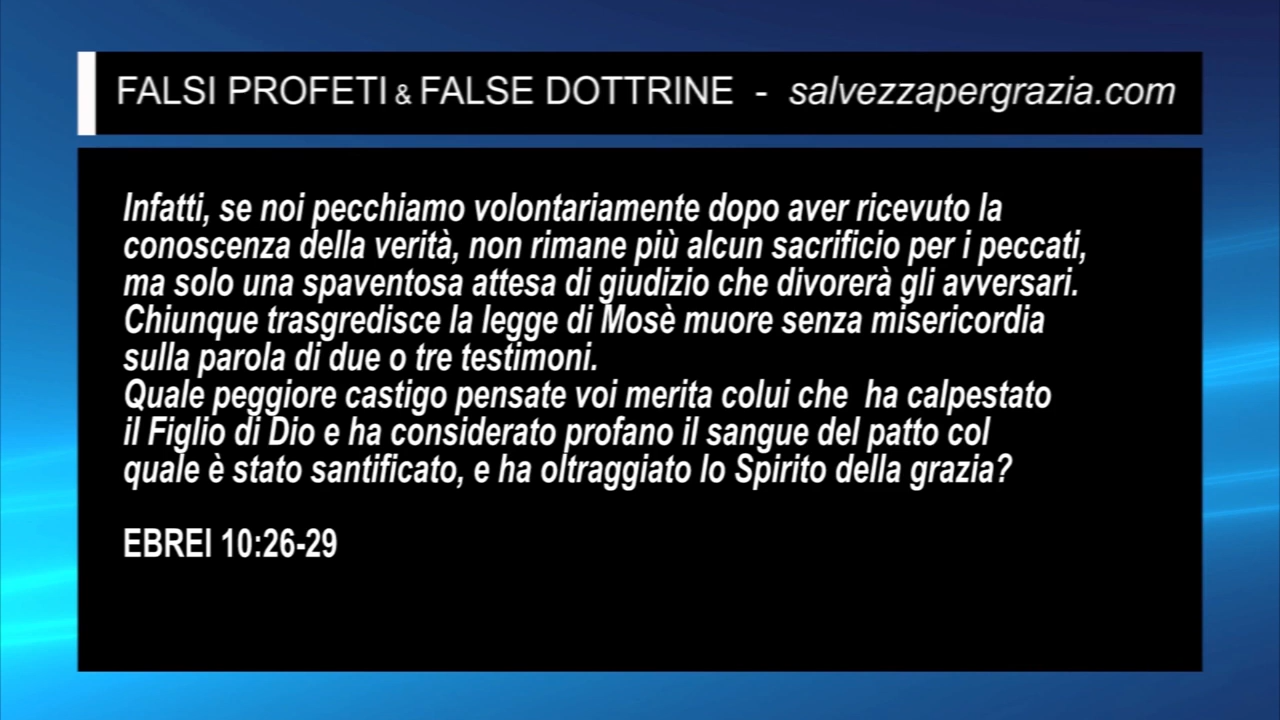 FALSI PROFETI & FALSE DOTTRINE - salvezzapergrazia.com
Infatti, se noi pecchiamo volontariamente dopo aver ricevuto la
conoscenza della verità, non rimane più alcun sacrificio per i peccati,
ma solo una spaventosa attesa di giudizio che divorerà gli avversari.
Chiunque trasgredisce la legge di Mosè muore senza misericordia
sulla parola di due o tre testimoni.
Quale peggiore castigo pensate voi merita colui che ha calpestato
il Figlio di Dio e ha considerato profano il sangue del patto col
quale è stato santificato, e ha oltraggiato lo Spirito della grazia?
EBREI 10:26-29